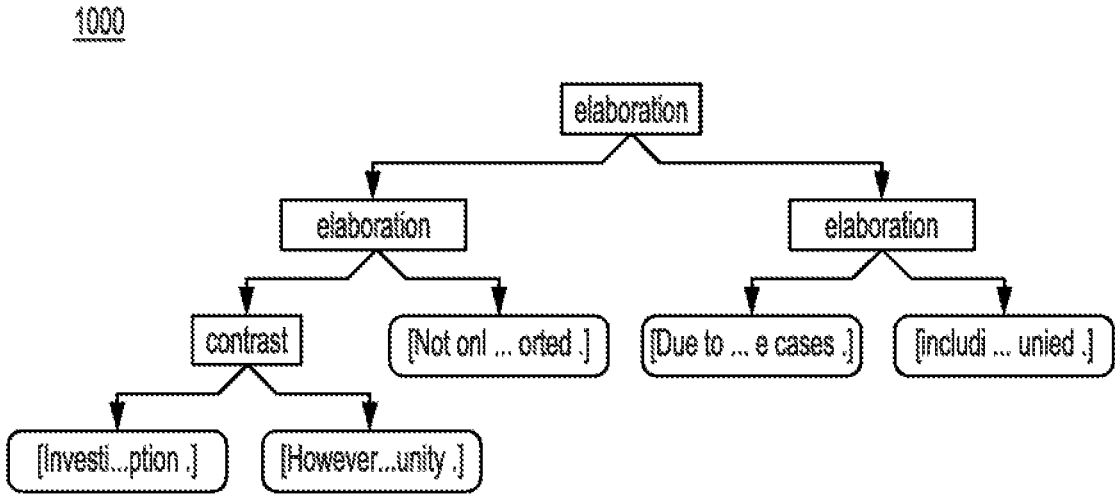 1000
elaboration
elaboration elaboration
contrast [Not onl ... orted .] [Due to ... e cases .] [includi ... unied .]
[Investi...ption .] [However...unity .]